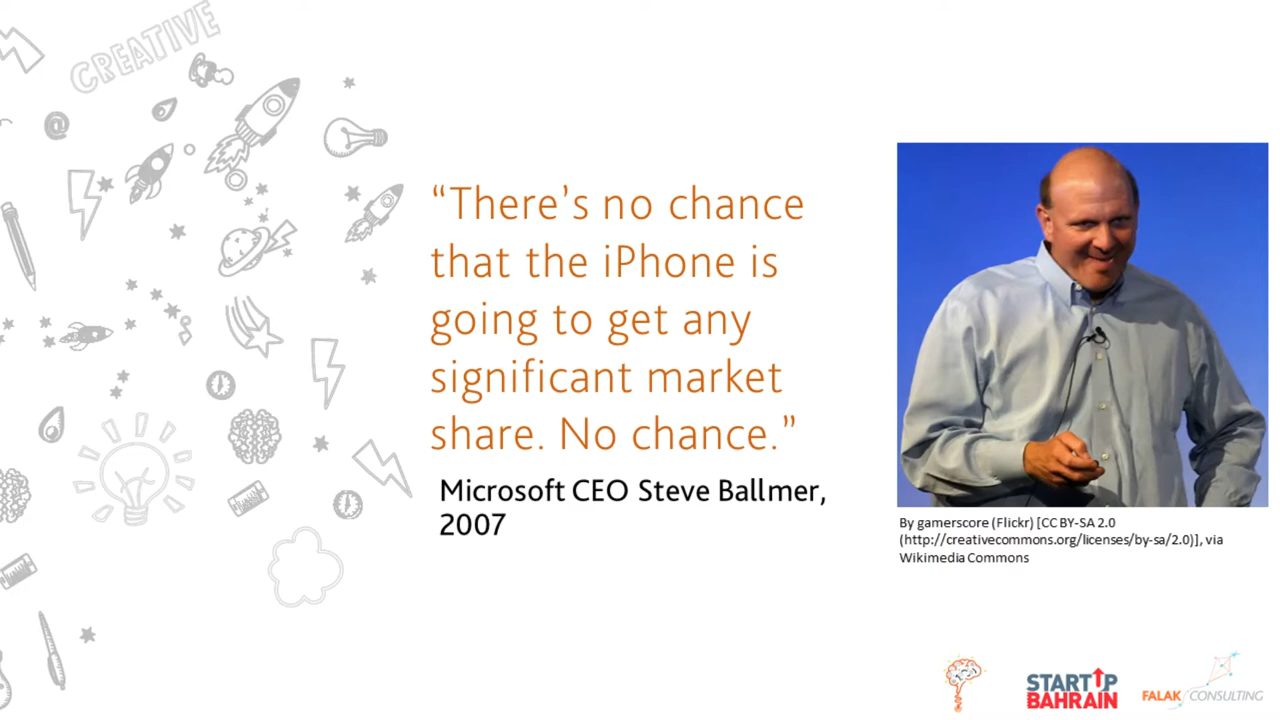 CREATIVE
@
“There’s no chance
that the iPhone is
going to get any
significant market
share. No chance.”
Microsoft CEO Steve Ballmer,
2007
By gamerscore (Flickr) [CC BY-SA 2.0
(http://creativecommons.org/licenses/by-sa/2.0)], via
Wikimedia Commons
STARTUP
BAHRAIN
FALAK CONSULTING